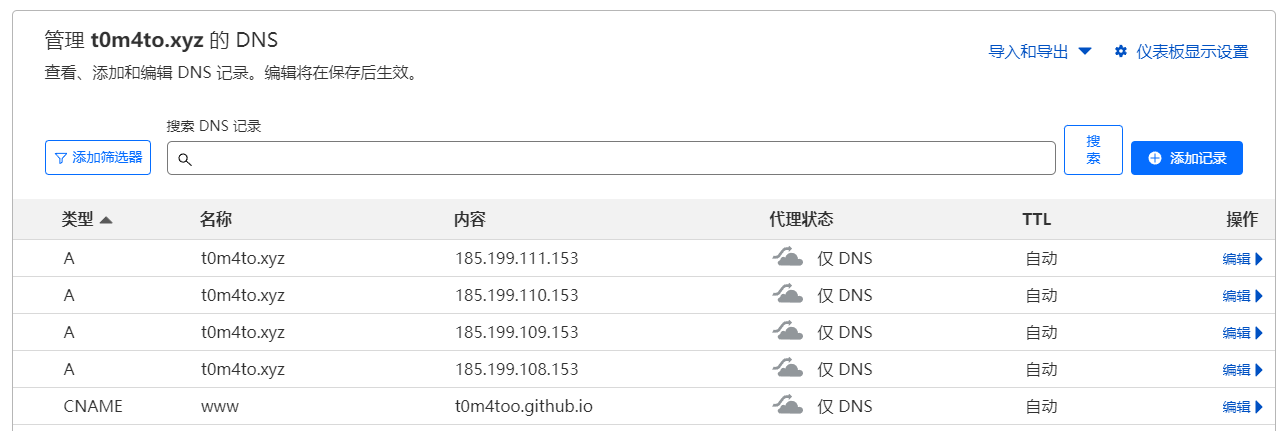 管理 t0m4to.xyz 的 DNS
查看、添加和编辑 DNS 记录。编辑将在保存后生效。
导入和导出
仪表板显示设置
搜索 DNS 记录
添加筛选器
搜
索
添加记录
类型 名称 内容 代理状态 TTL 操作
A t0m4to.xyz 185.199.111.153 仅 DNS 自动 编辑
A t0m4to.xyz 185.199.110.153 仅 DNS 自动 编辑
A t0m4to.xyz 185.199.109.153 仅 DNS 自动 编辑
A t0m4to.xyz 185.199.108.153 仅 DNS 自动 编辑
CNAME www t0m4too.github.io 仅 DNS 自动 编辑